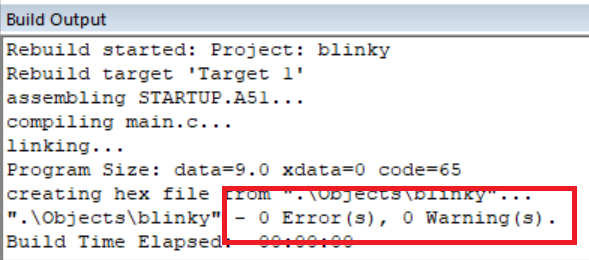 Build Output
Rebuild started: Project: blinky
Rebuild target 'Target 1'
assembling STARTUP.A51...
compiling main.c...
linking...
Program Size: data=9.0 xdata=0 code=65
creating hex file from ".\Objects\blinky"...
".\Objects\blinky" - 0 Error(s), 0 Warning(s).
Build Time Elapsed: 00:00:00